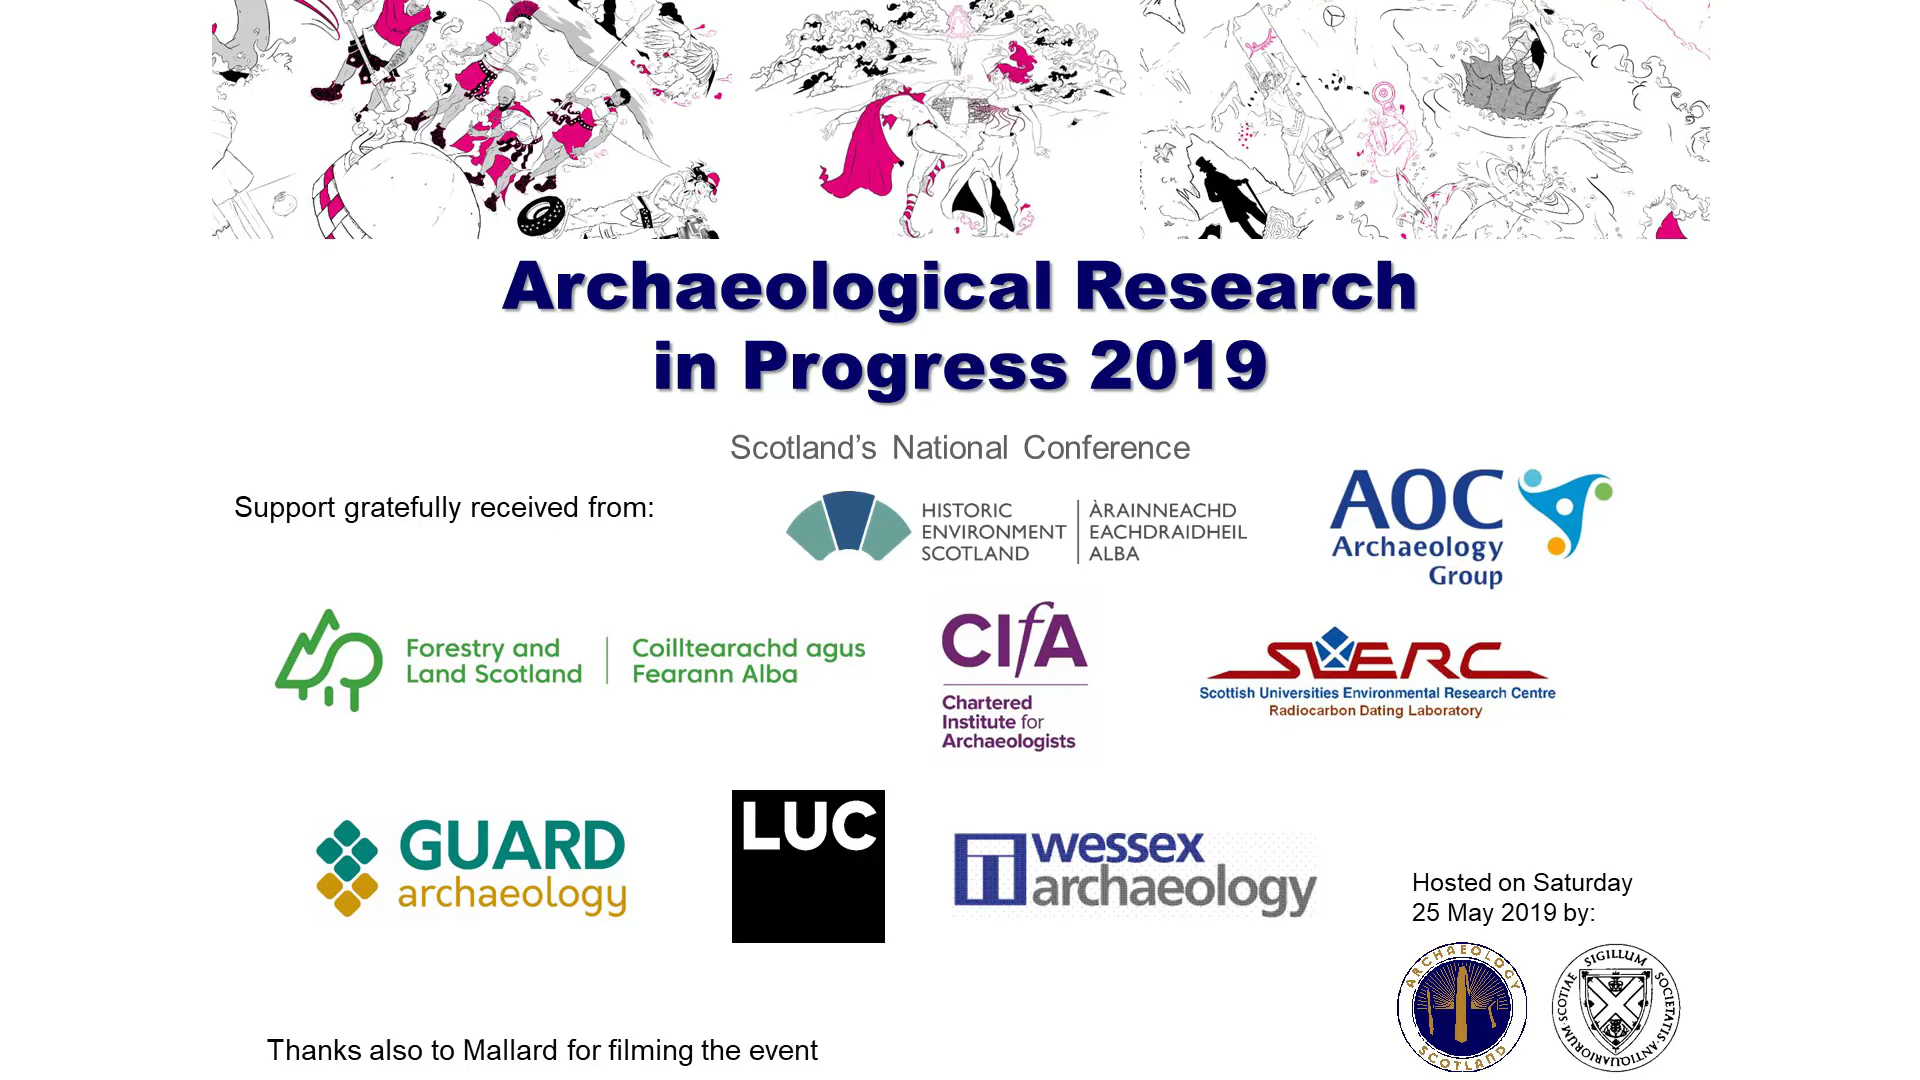 Archaeological Research
in Progress 2019
Scotland’s National Conference
Support gratefully received from:
HISTORIC
ENVIRONMENT
SCOTLAND
ÀRAINNEACHD
EACHDRAIDHEIL
ALBA
AOC
Archaeology
Group
Forestry and
Land Scotland
Coilltearachd agus
Fearann Alba
CIfA
Chartered
Institute for
Archaeologists
SUERC
Scottish Universities Environmental Research Centre
Radiocarbon Dating Laboratory
GUARD
archaeology
LUC
wessex
archaeology
Hosted on Saturday
25 May 2019 by:
ARCHAEOLOGY
SCOTLAND
SIGILLUM SOCIETATIS ANTIQUARIORUM SCOTIAE
Thanks also to Mallard for filming the event